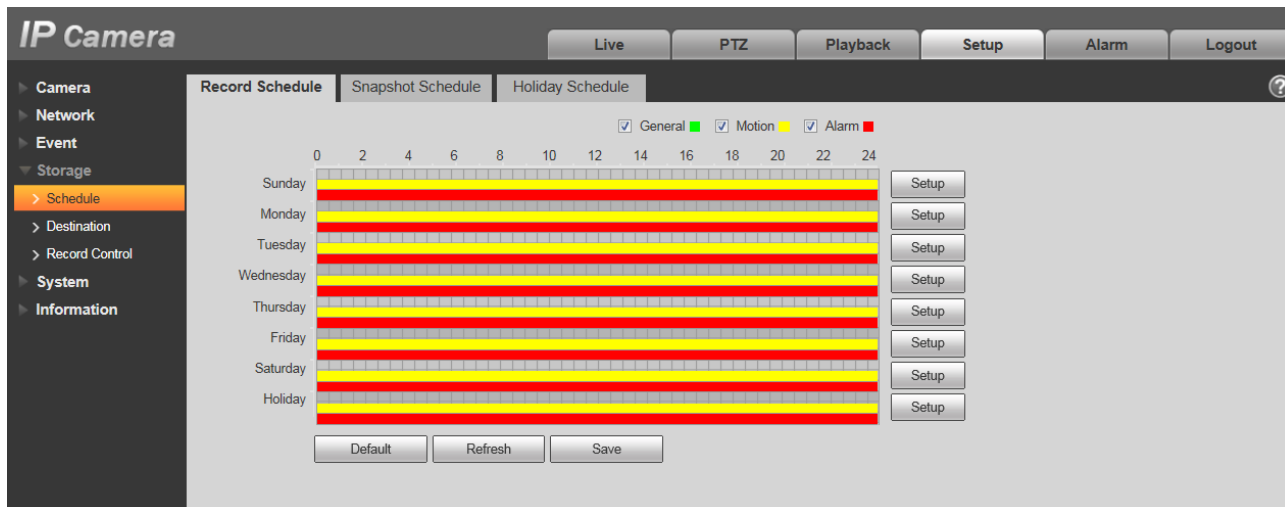 IP Camera
Live PTZ Playback Setup Alarm Logout
Camera
Network
Event
Storage
Schedule
Destination
Record Control
System
Information
Record Schedule Snapshot Schedule Holiday Schedule
?
General Motion Alarm
0 2 4 6 8 10 12 14 16 18 20 22 24
Sunday Setup
Monday Setup
Tuesday Setup
Wednesday Setup
Thursday Setup
Friday Setup
Saturday Setup
Holiday Setup
Default Refresh Save